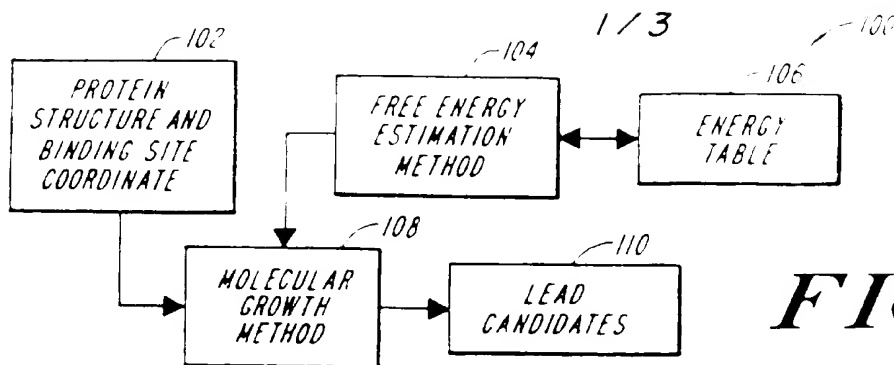 1/3
100
102
PROTEIN
STRUCTURE AND
BINDING SITE
COORDINATE
104
FREE ENERGY
ESTIMATION
METHOD
106
ENERGY
TABLE
108
MOLECULAR
GROWTH
METHOD
110
LEAD
CANDIDATES